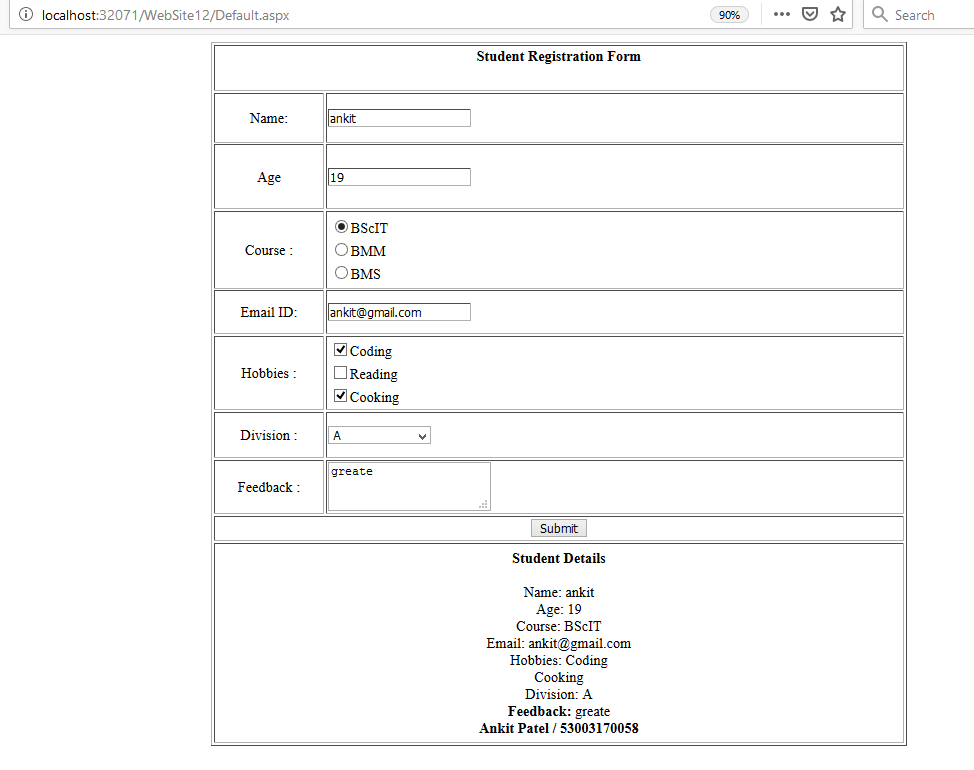 localhost:32071/WebSite12/Default.aspx 90% Search
Student Registration Form
Name: ankit
Age 19
Course : BScIT
BMM
BMS
Email ID: ankit@gmail.com
Hobbies : Coding
Reading
Cooking
Division : A
Feedback : greate
Submit
Student Details
Name: ankit
Age: 19
Course: BScIT
Email: ankit@gmail.com
Hobbies: Coding
Cooking
Division: A
Feedback: greate
Ankit Patel / 53003170058